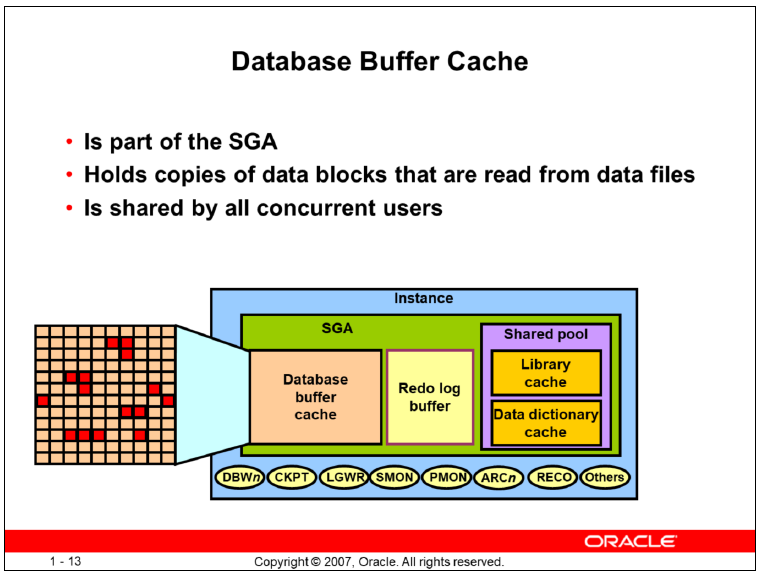 Database Buffer Cache
• Is part of the SGA
• Holds copies of data blocks that are read from data files
• Is shared by all concurrent users
Instance
SGA
Shared pool
Database
buffer
cache
Redo log
buffer
Library
cache
Data dictionary
cache
DBWn
CKPT
LGWR
SMON
PMON
ARCn
RECO
Others
ORACLE
1 - 13
Copyright © 2007, Oracle. All rights reserved.